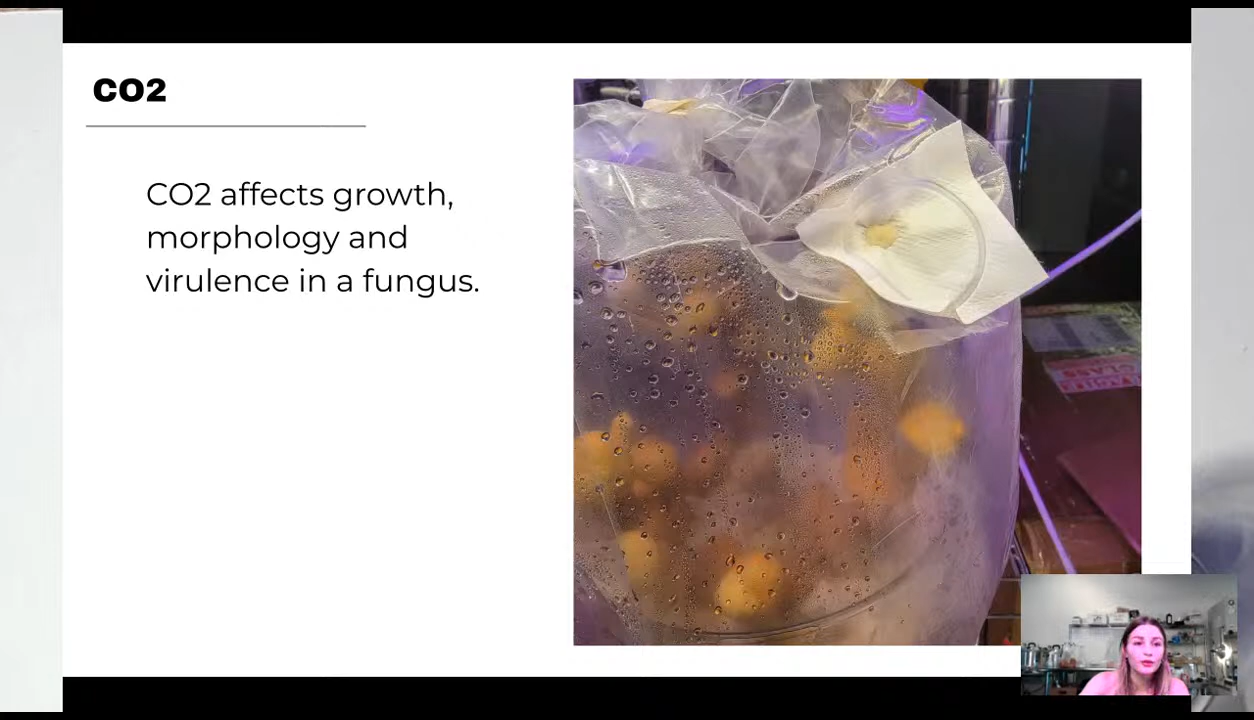 CO2
CO2 affects growth,
morphology and
virulence in a fungus.